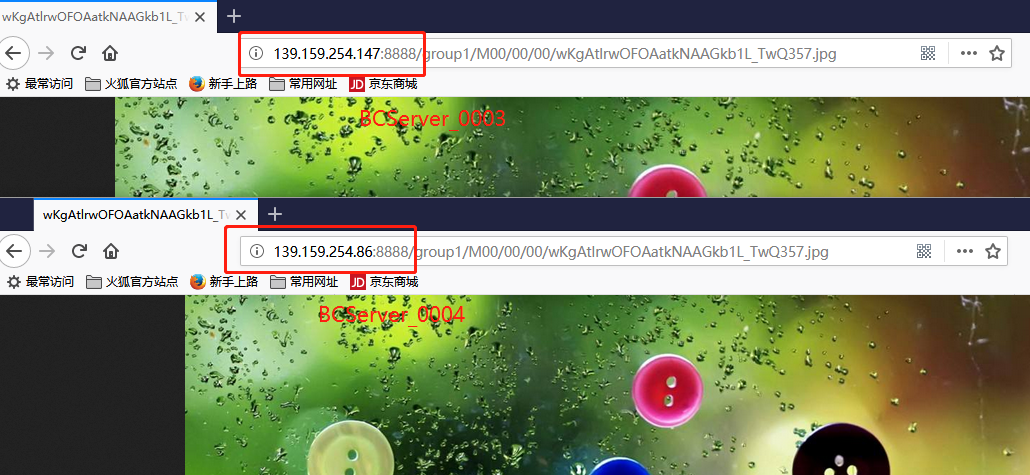 wKgAtlrwOFOAatkNAAGkb1L_TwQ
139.159.254.147:8888/group1/M00/00/00/wKgAtlrwOFOAatkNAAGkb1L_TwQ357.jpg
最常访问 火狐官方站点 新手上路 常用网址 JD 京东商城
BCServer_0003
wKgAtlrwOFOAatkNAAGkb1L_Tw
139.159.254.86:8888/group1/M00/00/00/wKgAtlrwOFOAatkNAAGkb1L_TwQ357.jpg
最常访问 火狐官方站点 新手上路 常用网址 JD 京东商城
BCServer_0004